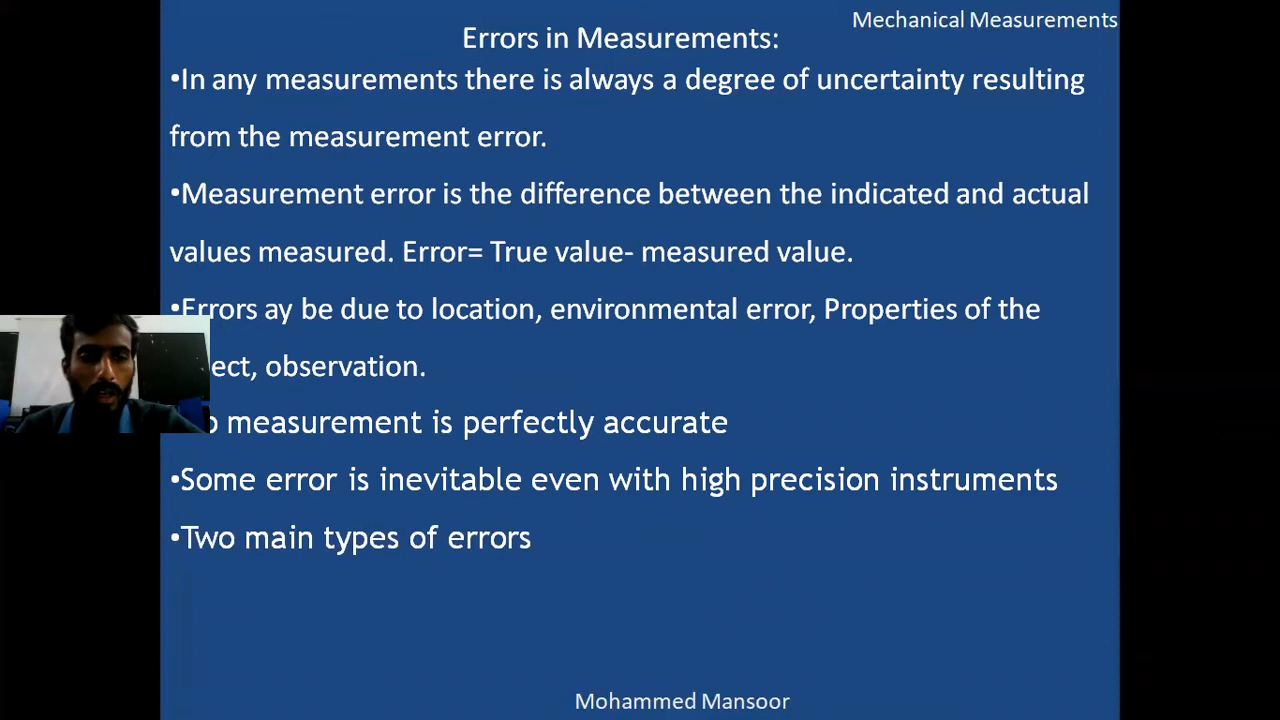 Mechanical Measurements
Errors in Measurements:
•In any measurements there is always a degree of uncertainty resulting
from the measurement error.
•Measurement error is the difference between the indicated and actual
values measured. Error= True value- measured value.
•Errors ay be due to location, environmental error, Properties of the
observation.
measurement is perfectly accurate
•Some error is inevitable even with high precision instruments
•Two main types of errors
Mohammed Mansoor